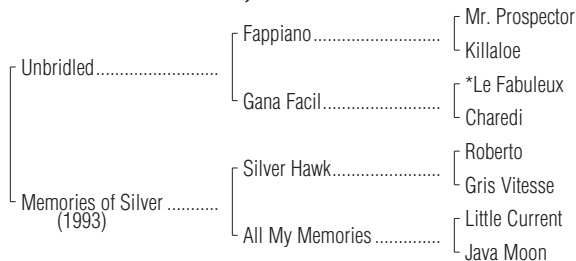 Mr. Prospector
Fappiano
Killaloe
Unbridled
*Le Fabuleux
Gana Facil
Charedi
Roberto
Silver Hawk
Gris Vitesse
Memories of Silver
(1993)
Little Current
All My Memories
Java Moon